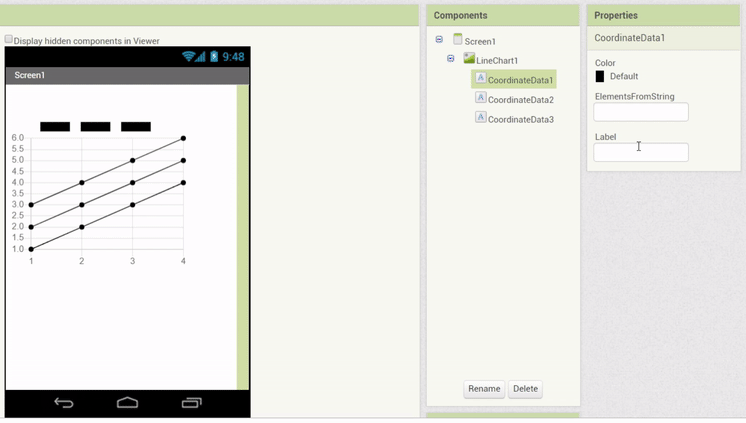 Components
Properties
CoordinateData1
Display hidden components in Viewer
9:48
Screen1
Screen1
LineChart1
CoordinateData1
CoordinateData2
CoordinateData3
Color
Default
ElementsFromString
Label
6.0
5.5
5.0
4.5
4.0
3.5
3.0
2.5
2.0
1.5
1.0
1 2 3 4
Rename Delete